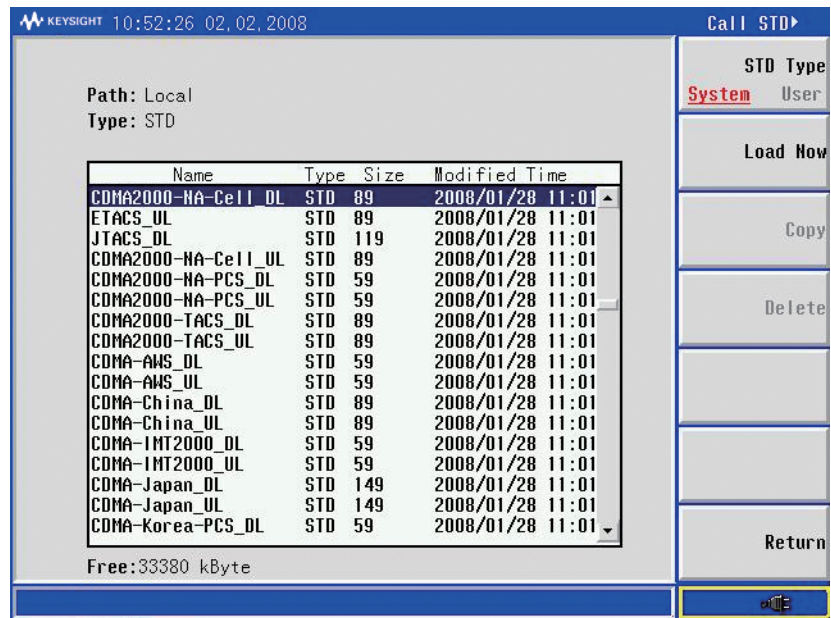 KEYSIGHT 10:52:26 02,02,2008
Call STD
Path: Local
Type: STD
Name Type Size Modified Time
CDMA2000-NA-Cell_DL STD 89 2008/01/28 11:01
ETACS_UL STD 89 2008/01/28 11:01
JTACS_DL STD 119 2008/01/28 11:01
CDMA2000-NA-Cell_UL STD 89 2008/01/28 11:01
CDMA2000-NA-PCS_DL STD 59 2008/01/28 11:01
CDMA2000-NA-PCS_UL STD 59 2008/01/28 11:01
CDMA2000-TACS_DL STD 89 2008/01/28 11:01
CDMA2000-TACS_UL STD 89 2008/01/28 11:01
CDMA-AWS_DL STD 59 2008/01/28 11:01
CDMA-AWS_UL STD 59 2008/01/28 11:01
CDMA-China_DL STD 89 2008/01/28 11:01
CDMA-China_UL STD 89 2008/01/28 11:01
CDMA-IMT2000_DL STD 59 2008/01/28 11:01
CDMA-IMT2000_UL STD 59 2008/01/28 11:01
CDMA-Japan_DL STD 149 2008/01/28 11:01
CDMA-Japan_UL STD 149 2008/01/28 11:01
CDMA-Korea-PCS_DL STD 59 2008/01/28 11:01
Free:33380 kByte
STD Type
System User
Load Now
Copy
Delete
Return